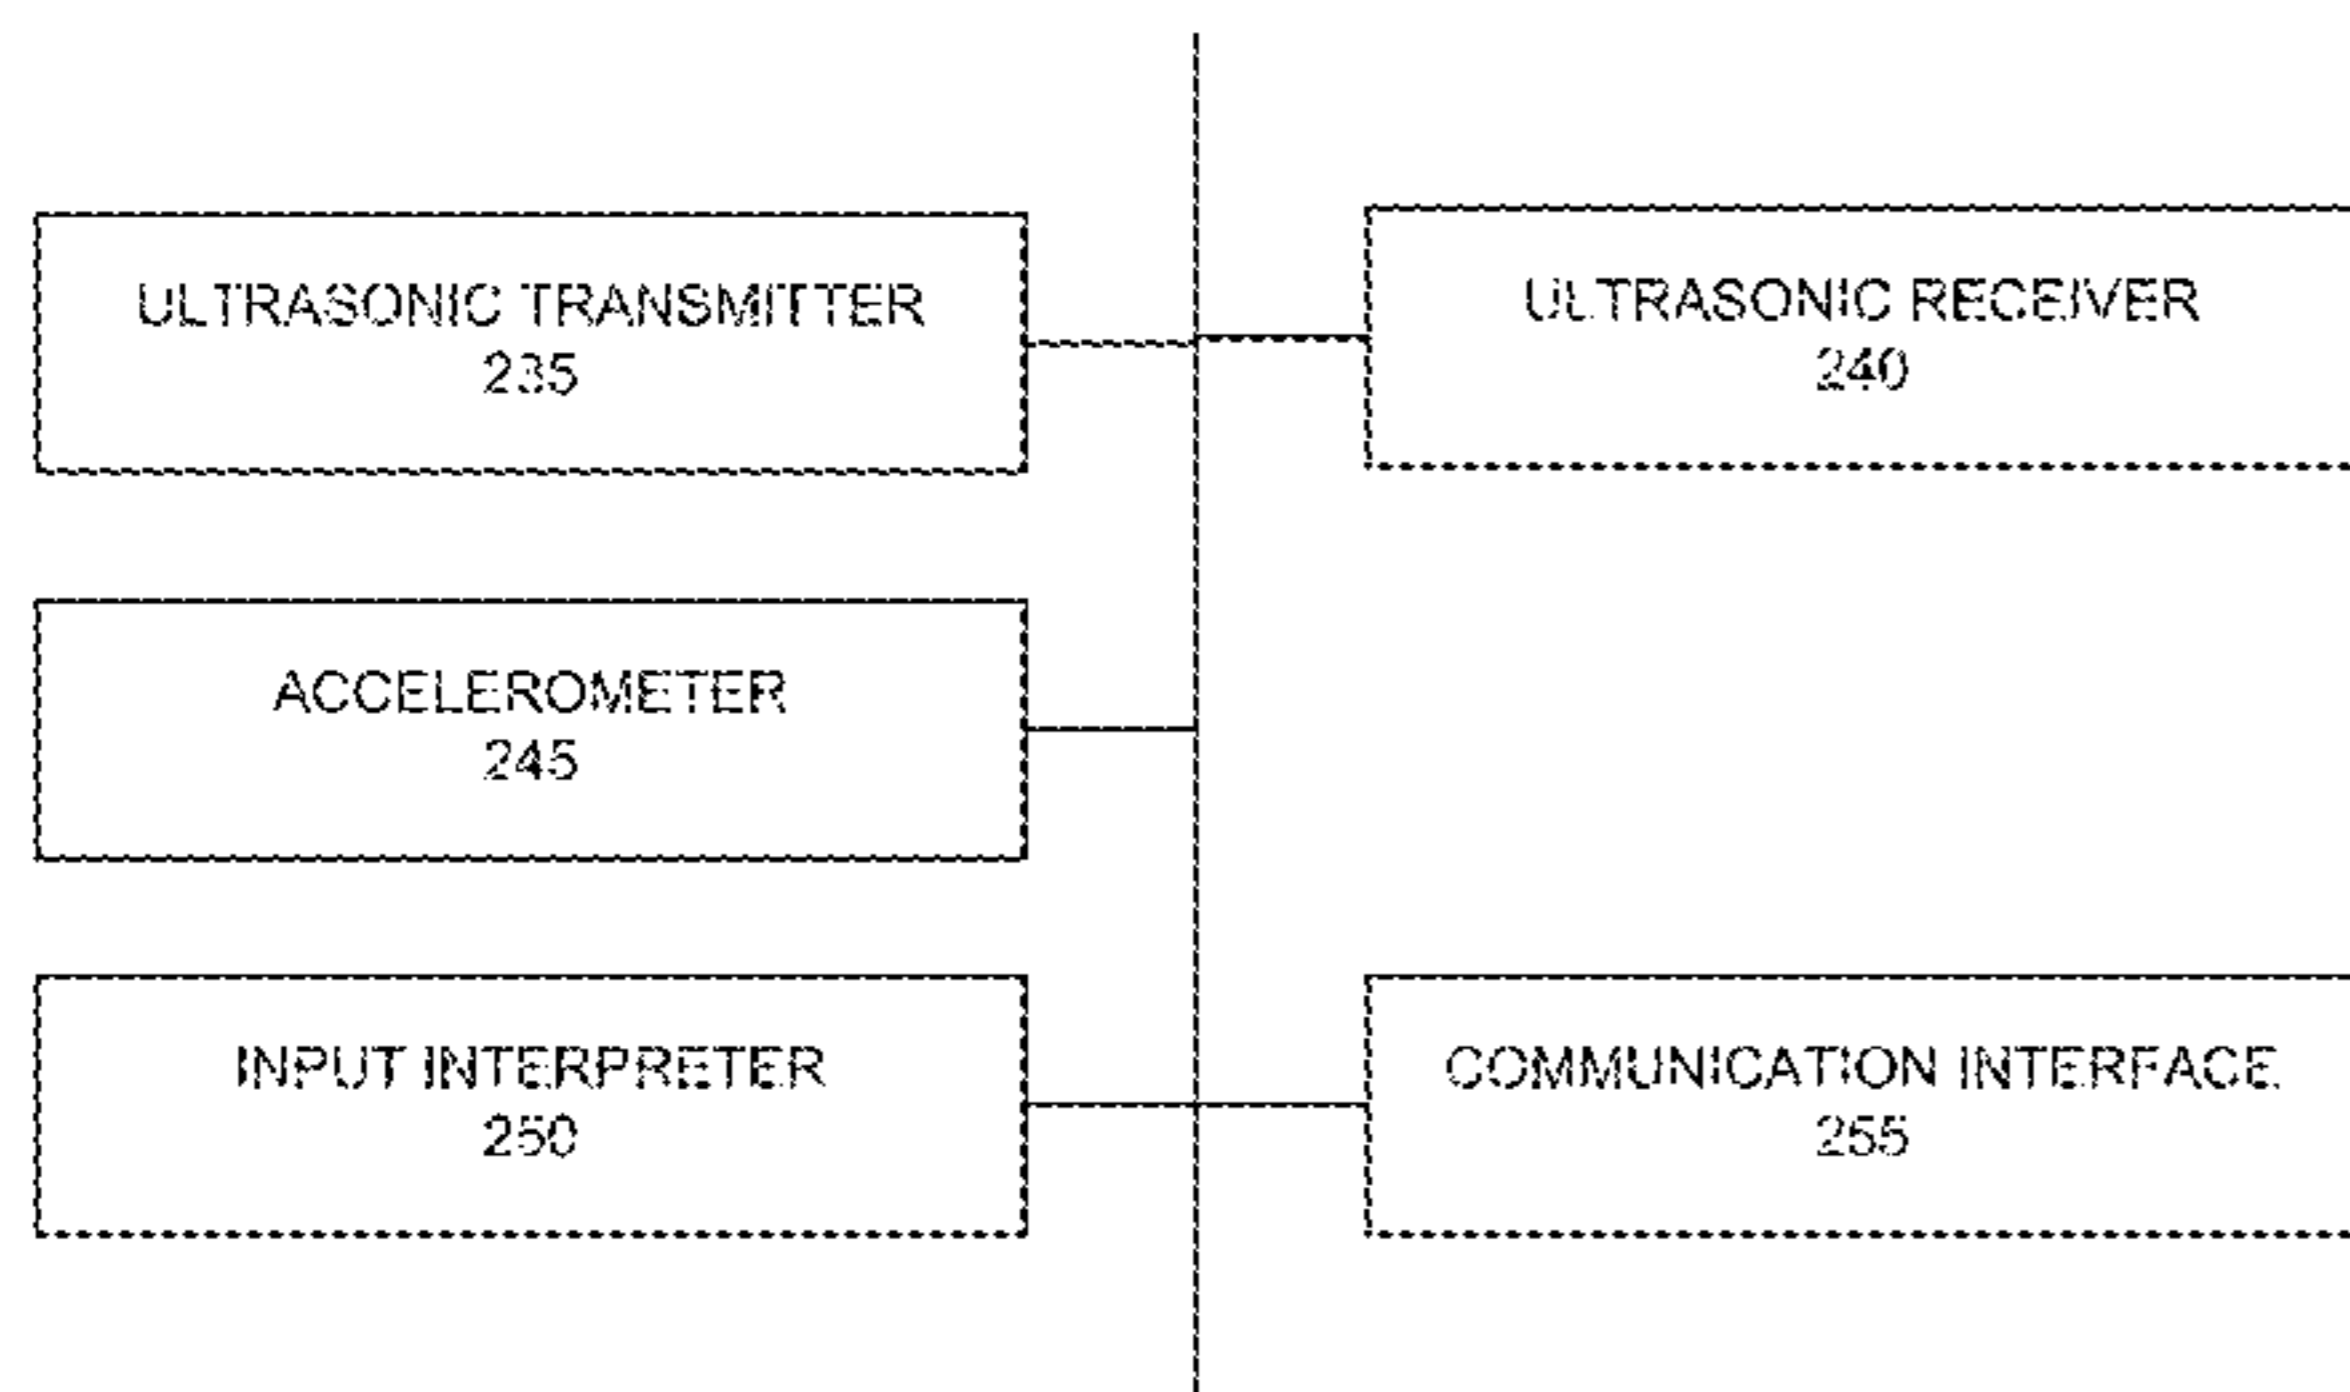 ULTRASONIC TRANSMITTER
235
ULTRASONIC RECEIVER
240
ACCELEROMETER
245
INPUT INTERPRETER
250
COMMUNICATION INTERFACE
255